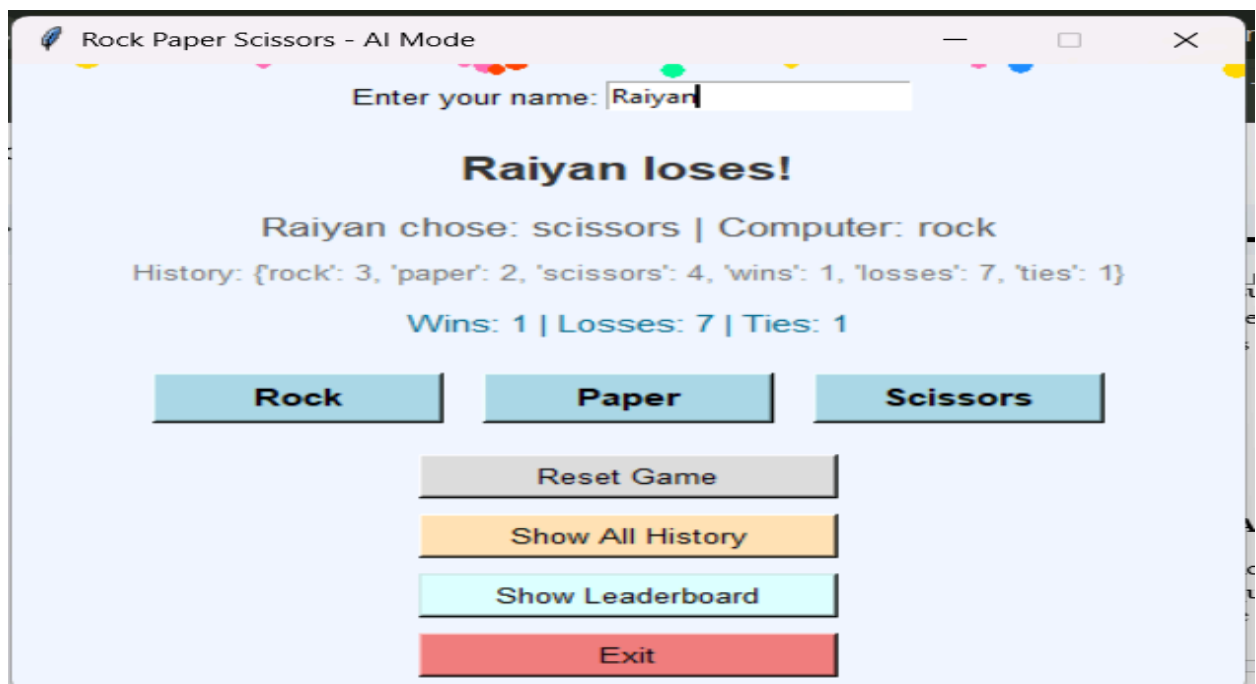 Rock Paper Scissors - AI Mode
Enter your name: Raiyan
Raiyan loses!
Raiyan chose: scissors | Computer: rock
History: {'rock': 3, 'paper': 2, 'scissors': 4, 'wins': 1, 'losses': 7, 'ties': 1}
Wins: 1 | Losses: 7 | Ties: 1
Rock Paper Scissors
Reset Game
Show All History
Show Leaderboard
Exit